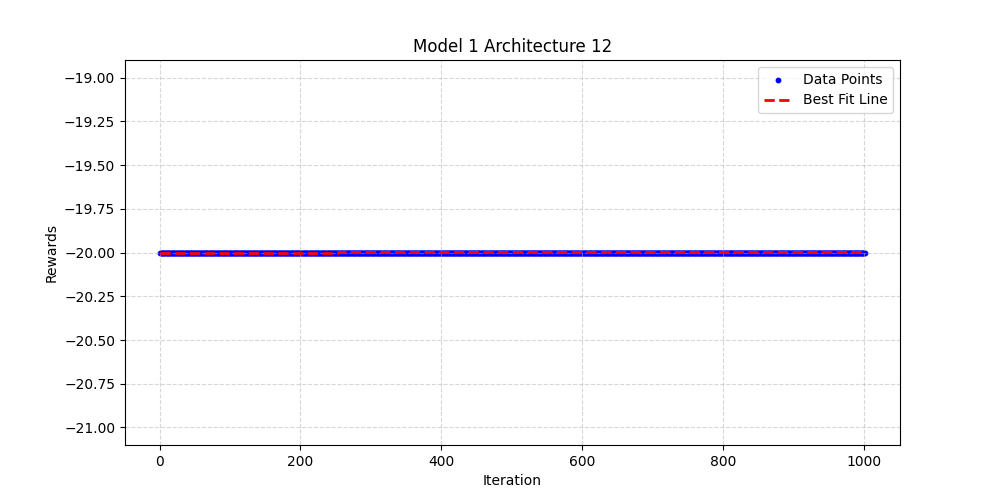 Model 1 Architecture 12
Data Points
Best Fit Line
Rewards
−19.00
−19.25
−19.50
−19.75
−20.00
−20.25
−20.50
−20.75
−21.00
0 200 400 600 800 1000
Iteration